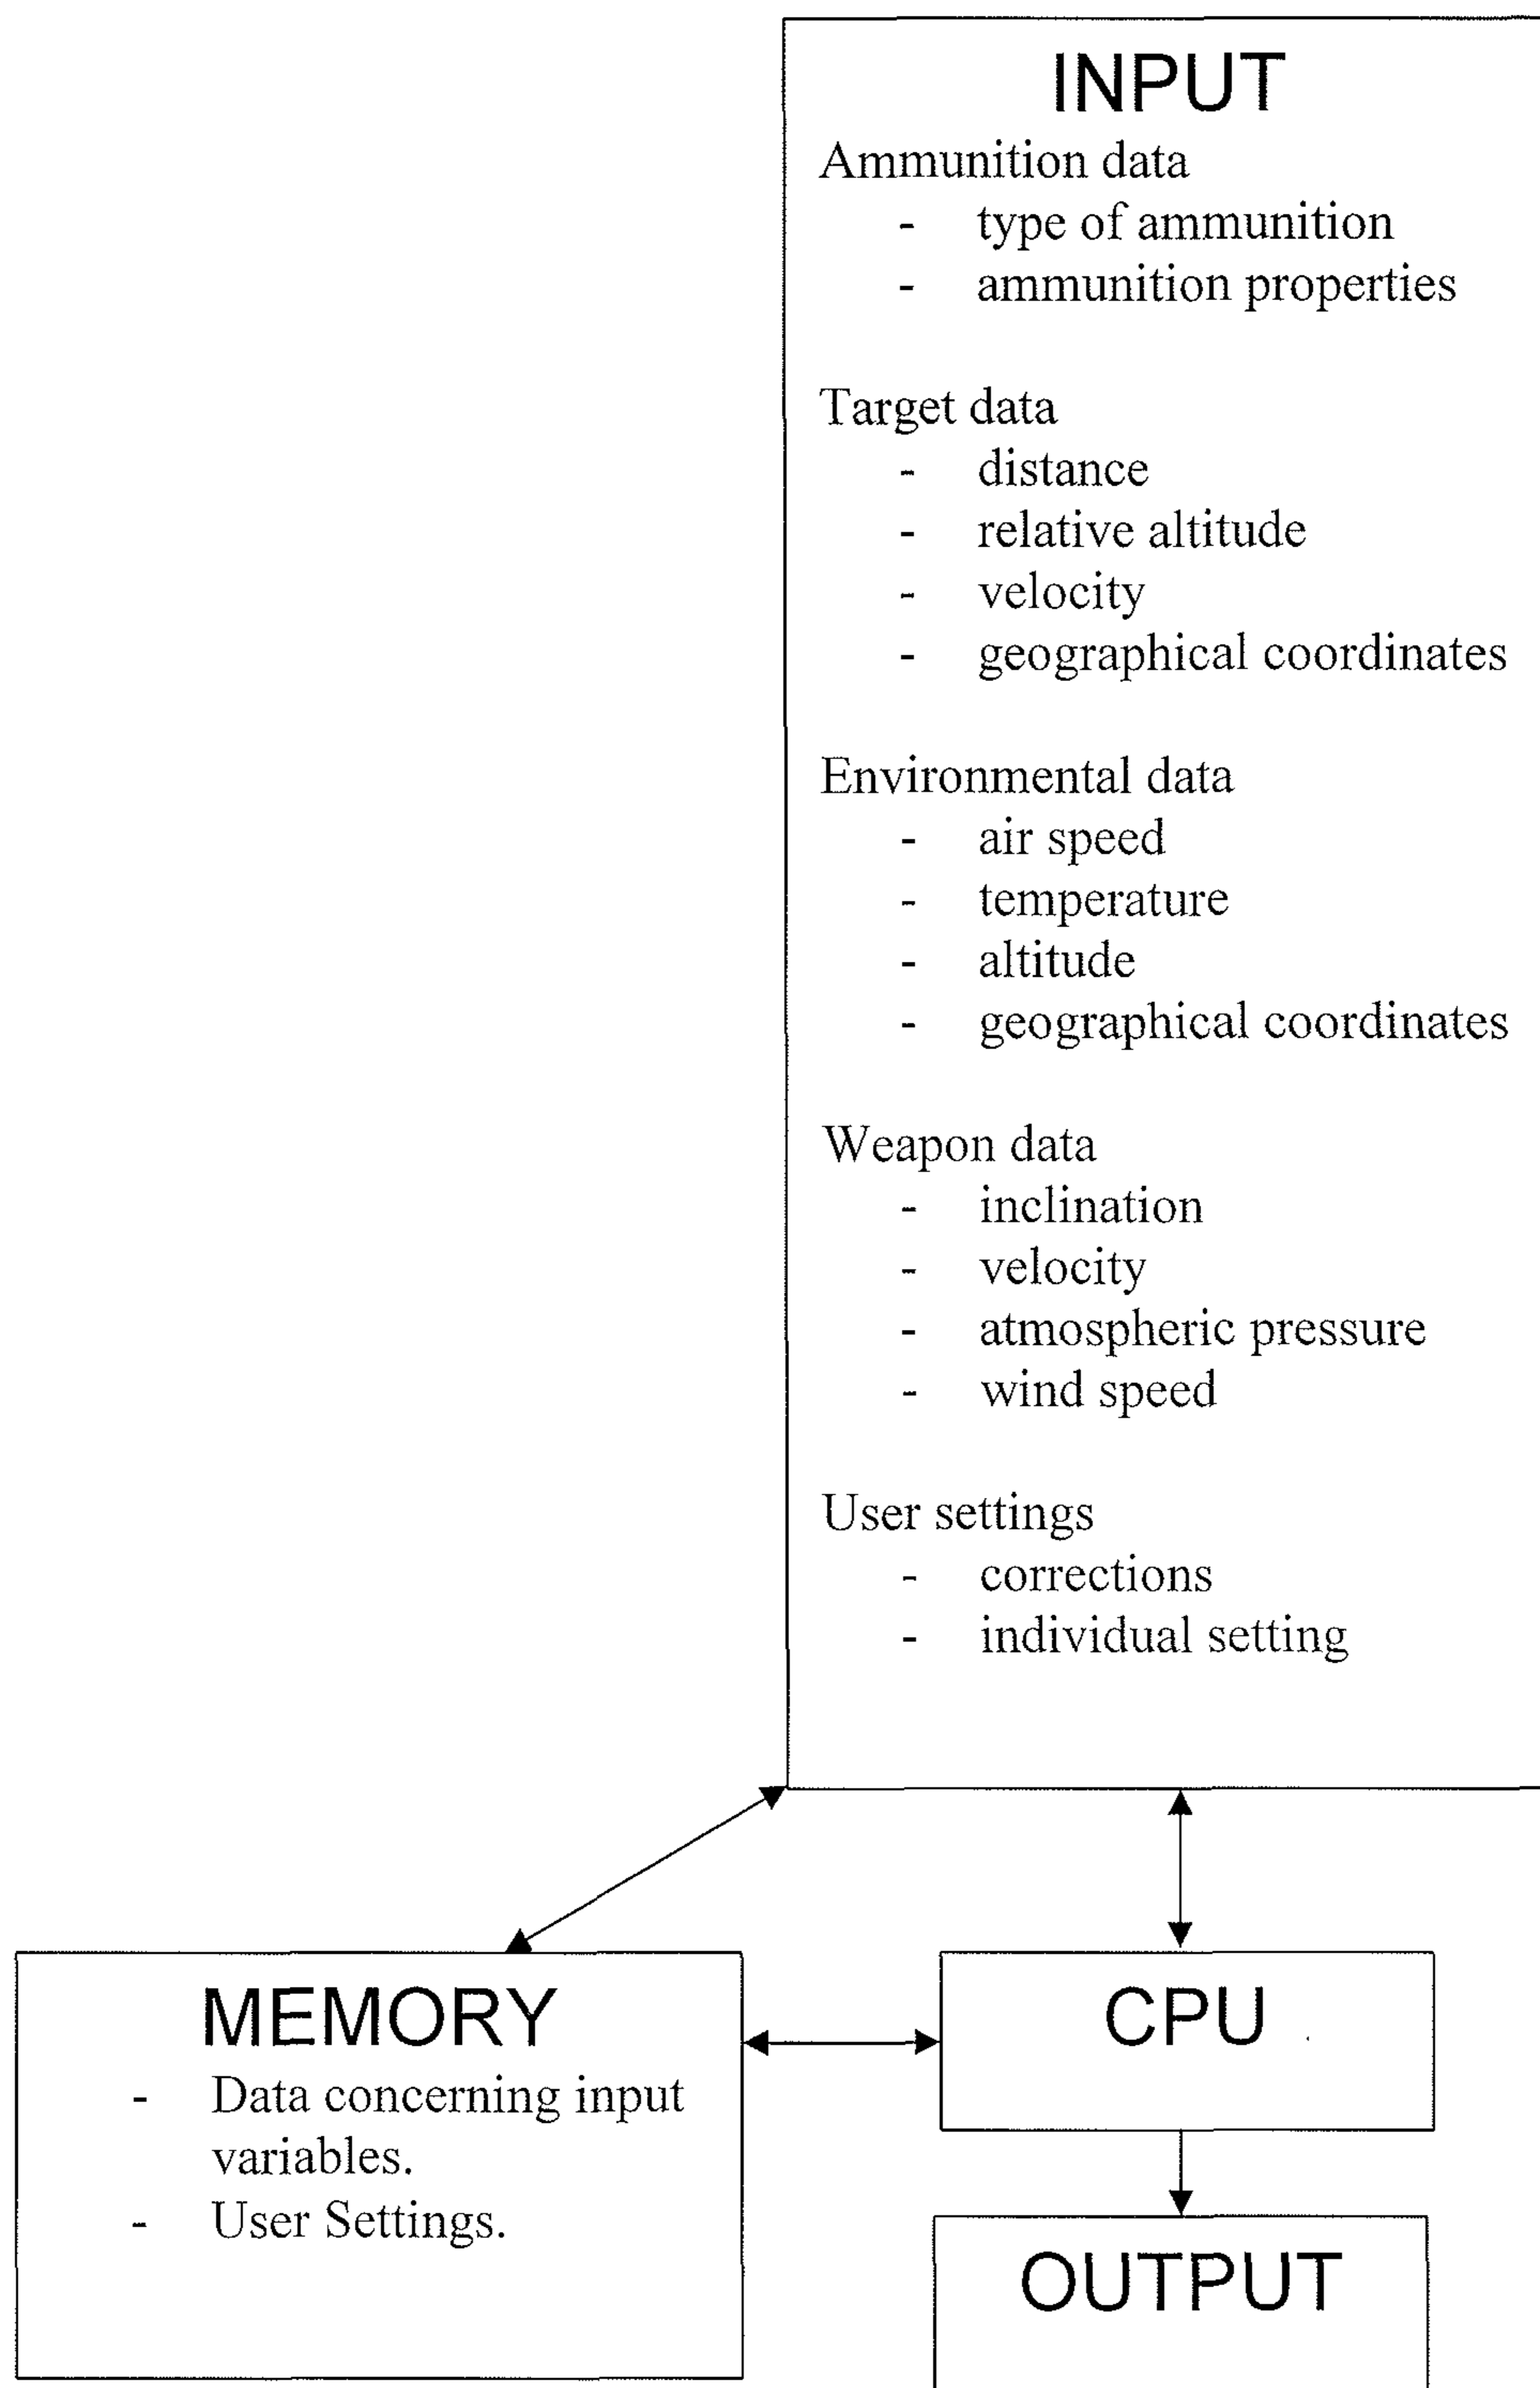 INPUT
Ammunition data
- type of ammunition
- ammunition properties
Target data
- distance
- relative altitude
- velocity
- geographical coordinates
Environmental data
- air speed
- temperature
- altitude
- geographical coordinates
Weapon data
- inclination
- velocity
- atmospheric pressure
- wind speed
User settings
- corrections
- individual setting
MEMORY
- Data concerning input
variables.
- User Settings.
CPU
OUTPUT